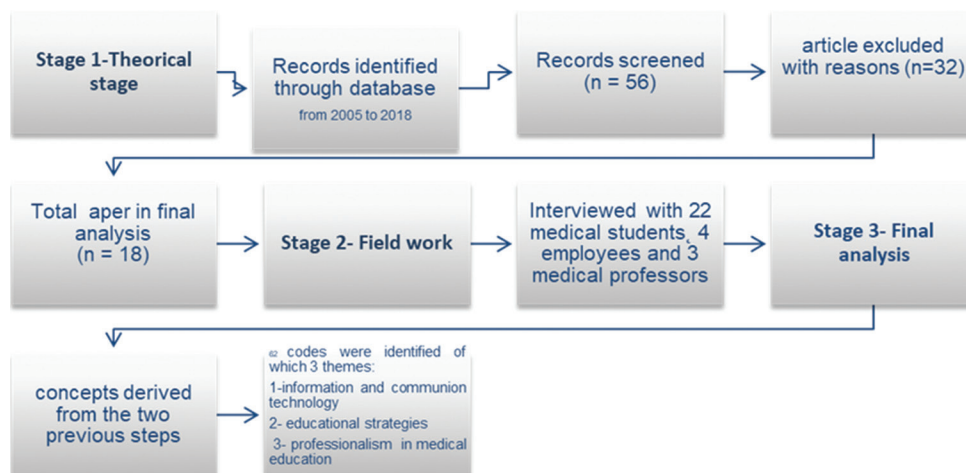 Stage 1-Theorical
stage
Records identified
through database
from 2005 to 2018
Records screened
(n = 56)
article excluded
with reasons (n=32)
Total aper in final
analysis
(n = 18)
Stage 2- Field work
Interviewed with 22
medical students, 4
employees and 3
medical professors
Stage 3- Final
analysis
concepts derived
from the two
previous steps
62 codes were identified of
which 3 themes:
1-information and communion
technology
2- educational strategies
3- professionalism in medical
education